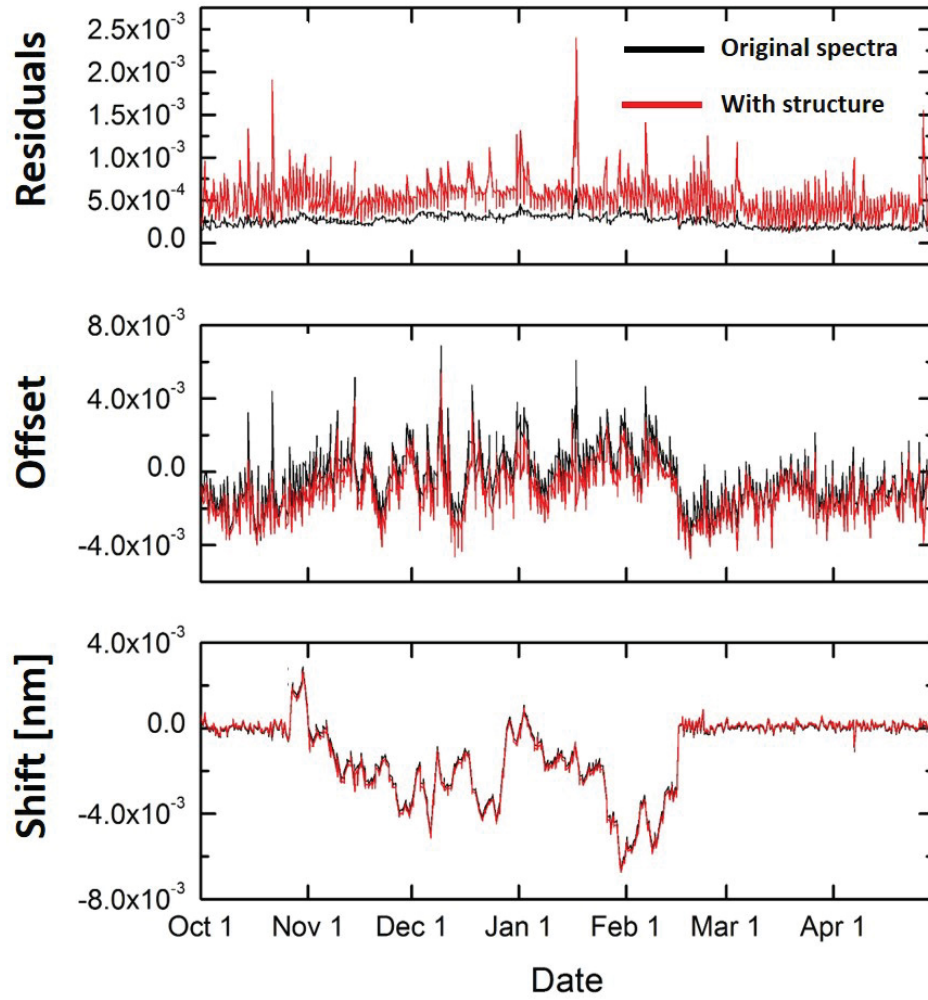 Residuals
2.5x10⁻³
2.0x10⁻³
1.5x10⁻³
1.0x10⁻³
5.0x10⁻⁴
0.0
Original spectra
With structure
Offset
8.0x10⁻³
4.0x10⁻³
0.0
-4.0x10⁻³
Shift [nm]
4.0x10⁻³
0.0
-4.0x10⁻³
-8.0x10⁻³
Oct 1 Nov 1 Dec 1 Jan 1 Feb 1 Mar 1 Apr 1
Date